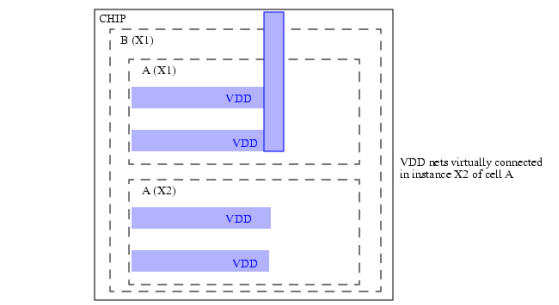 CHIP
B (X1)
A (X1)
VDD
VDD
VDD nets virtually connected
in instance X2 of cell A
A (X2)
VDD
VDD